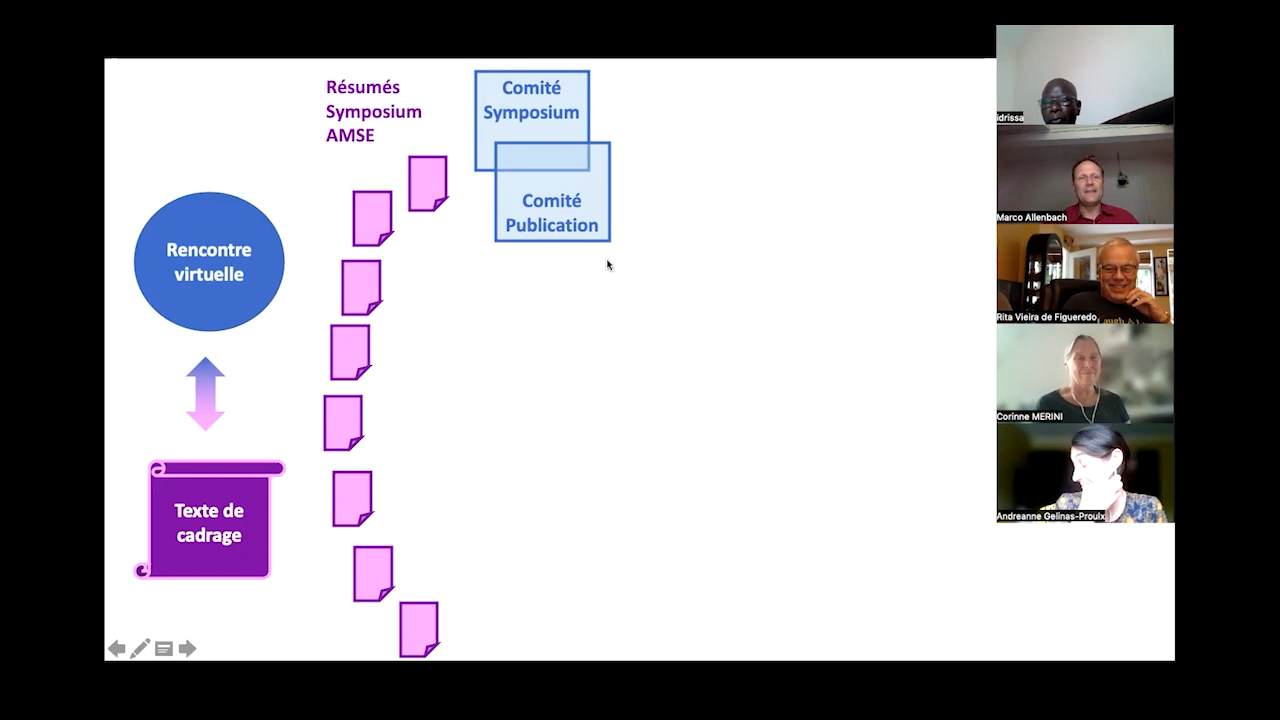 Résumés
Symposium
AMSE
Comité
Symposium
Comité
Publication
Rencontre
virtuelle
Texte de
cadrage
idrissa
Marco Allenbach
Rita Vieira de Figueredo
Corinne MERINI
Andreanne Gelinas-Proulx